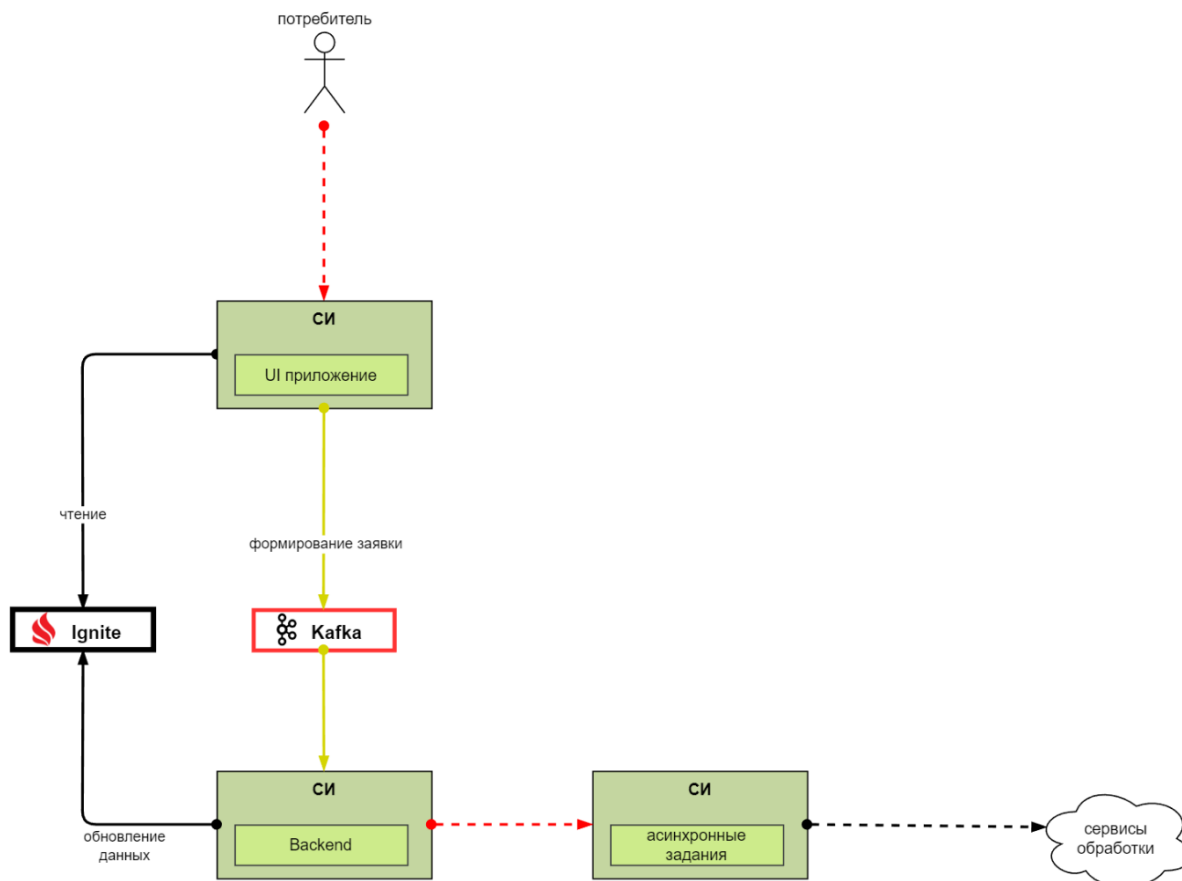 потребитель
СИ
UI приложение
чтение
формирование заявки
Ignite
Kafka
СИ
Backend
обновление
данных
СИ
асинхронные
задания
сервисы
обработки